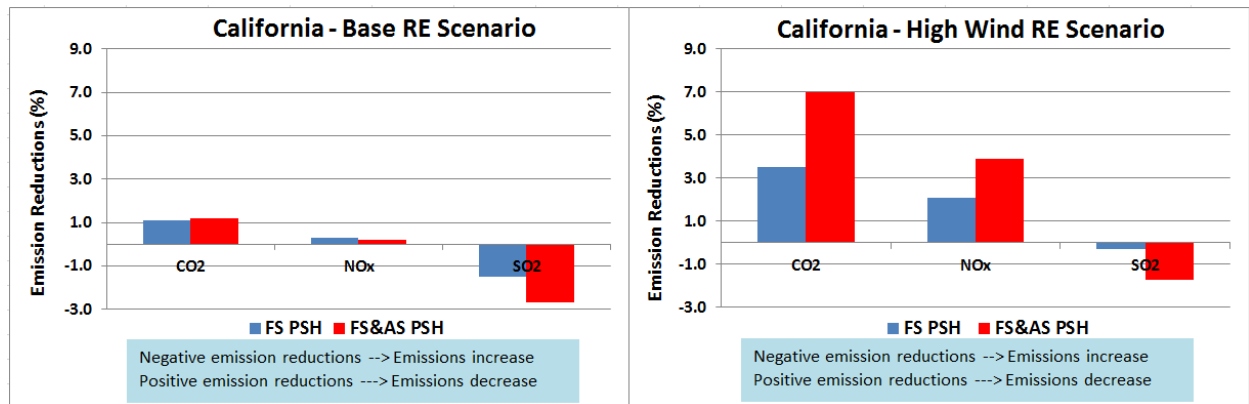 California - Base RE Scenario
9.0
7.0
5.0
3.0
1.0
-1.0
-3.0
Emission Reductions (%)
CO2 NOx SO2
FS PSH FS&AS PSH
Negative emission reductions --> Emissions increase
Positive emission reductions ---> Emissions decrease
California - High Wind RE Scenario
9.0
7.0
5.0
3.0
1.0
-1.0
-3.0
Emission Reductions (%)
CO2 NOx SO2
FS PSH FS&AS PSH
Negative emission reductions --> Emissions increase
Positive emission reductions ---> Emissions decrease